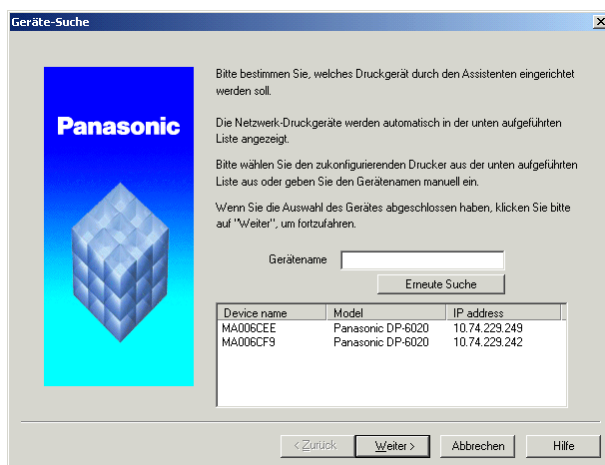 Geräte-Suche
Panasonic
Bitte bestimmen Sie, welches Druckgerät durch den Assistenten eingerichtet
werden soll.
Die Netzwerk-Druckgeräte werden automatisch in der unten aufgeführten
Liste angezeigt.
Bitte wählen Sie den zukonfigurierenden Drucker aus der unten aufgeführten
Liste aus oder geben Sie den Gerätenamen manuell ein.
Wenn Sie die Auswahl des Gerätes abgeschlossen haben, klicken Sie bitte
auf "Weiter", um fortzufahren.
Gerätename
Erneute Suche
Device name Model IP address
MA006CEE Panasonic DP-6020 10.74.229.249
MA006CF9 Panasonic DP-6020 10.74.229.242
< Zurück Weiter > Abbrechen Hilfe